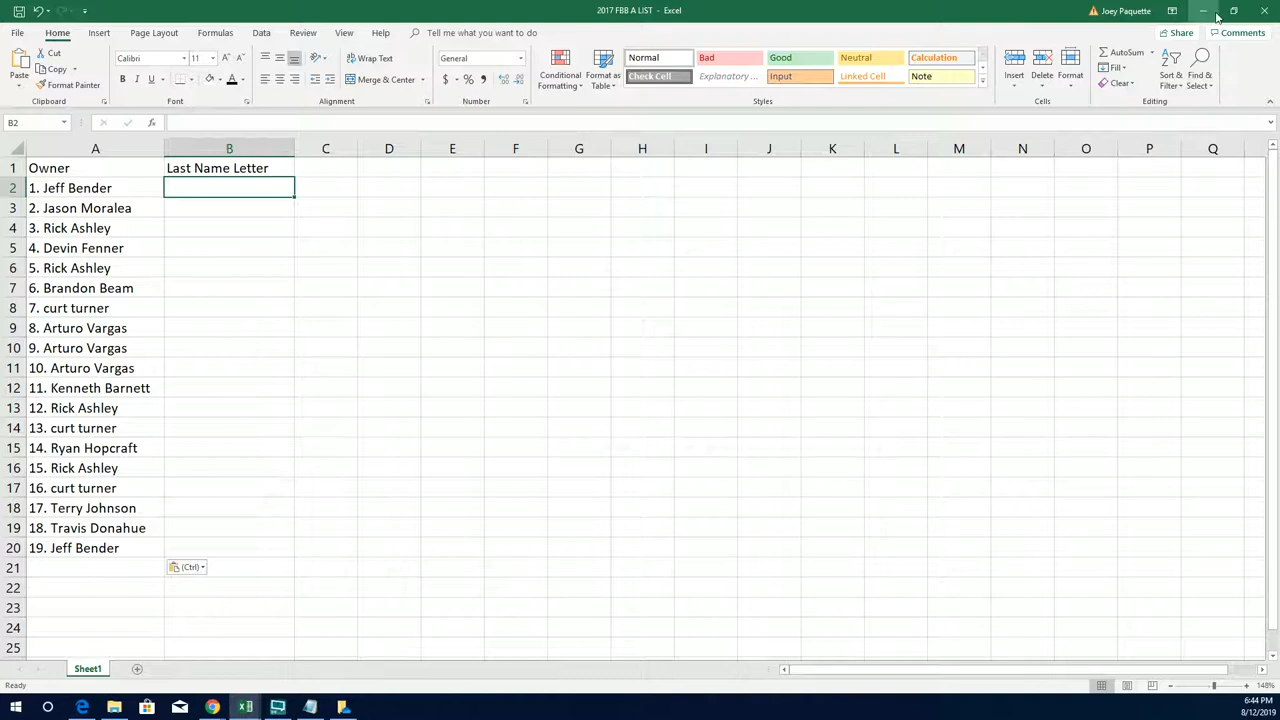 2017 FBB A LIST - Excel
Joey Paquette
File Home Insert Page Layout Formulas Data Review View Help Tell me what you want to do
Share Comments
Paste Cut Copy Format Painter
Clipboard
Calibri 11
B I U A
Font
Wrap Text
Merge & Center
Alignment
General
$ % ,
Number
Conditional Formatting
Format as Table
Normal Bad Good Neutral Calculation
Check Cell Explanatory ... Input Linked Cell Note
Styles
Insert Delete Format
Cells
AutoSum
Fill
Clear
Sort & Filter
Find & Select
Editing
B2 fx
A B C D E F G H I J K L M N O P Q
1 Owner Last Name Letter
2 1. Jeff Bender
3 2. Jason Moralea
4 3. Rick Ashley
5 4. Devin Fenner
6 5. Rick Ashley
7 6. Brandon Beam
8 7. curt turner
9 8. Arturo Vargas
10 9. Arturo Vargas
11 10. Arturo Vargas
12 11. Kenneth Barnett
13 12. Rick Ashley
14 13. curt turner
15 14. Ryan Hopcraft
16 15. Rick Ashley
17 16. curt turner
18 17. Terry Johnson
19 18. Travis Donahue
20 19. Jeff Bender
21 (Ctrl)
22
23
24
25
Sheet1
Ready 148%
6:44 PM
8/12/2019